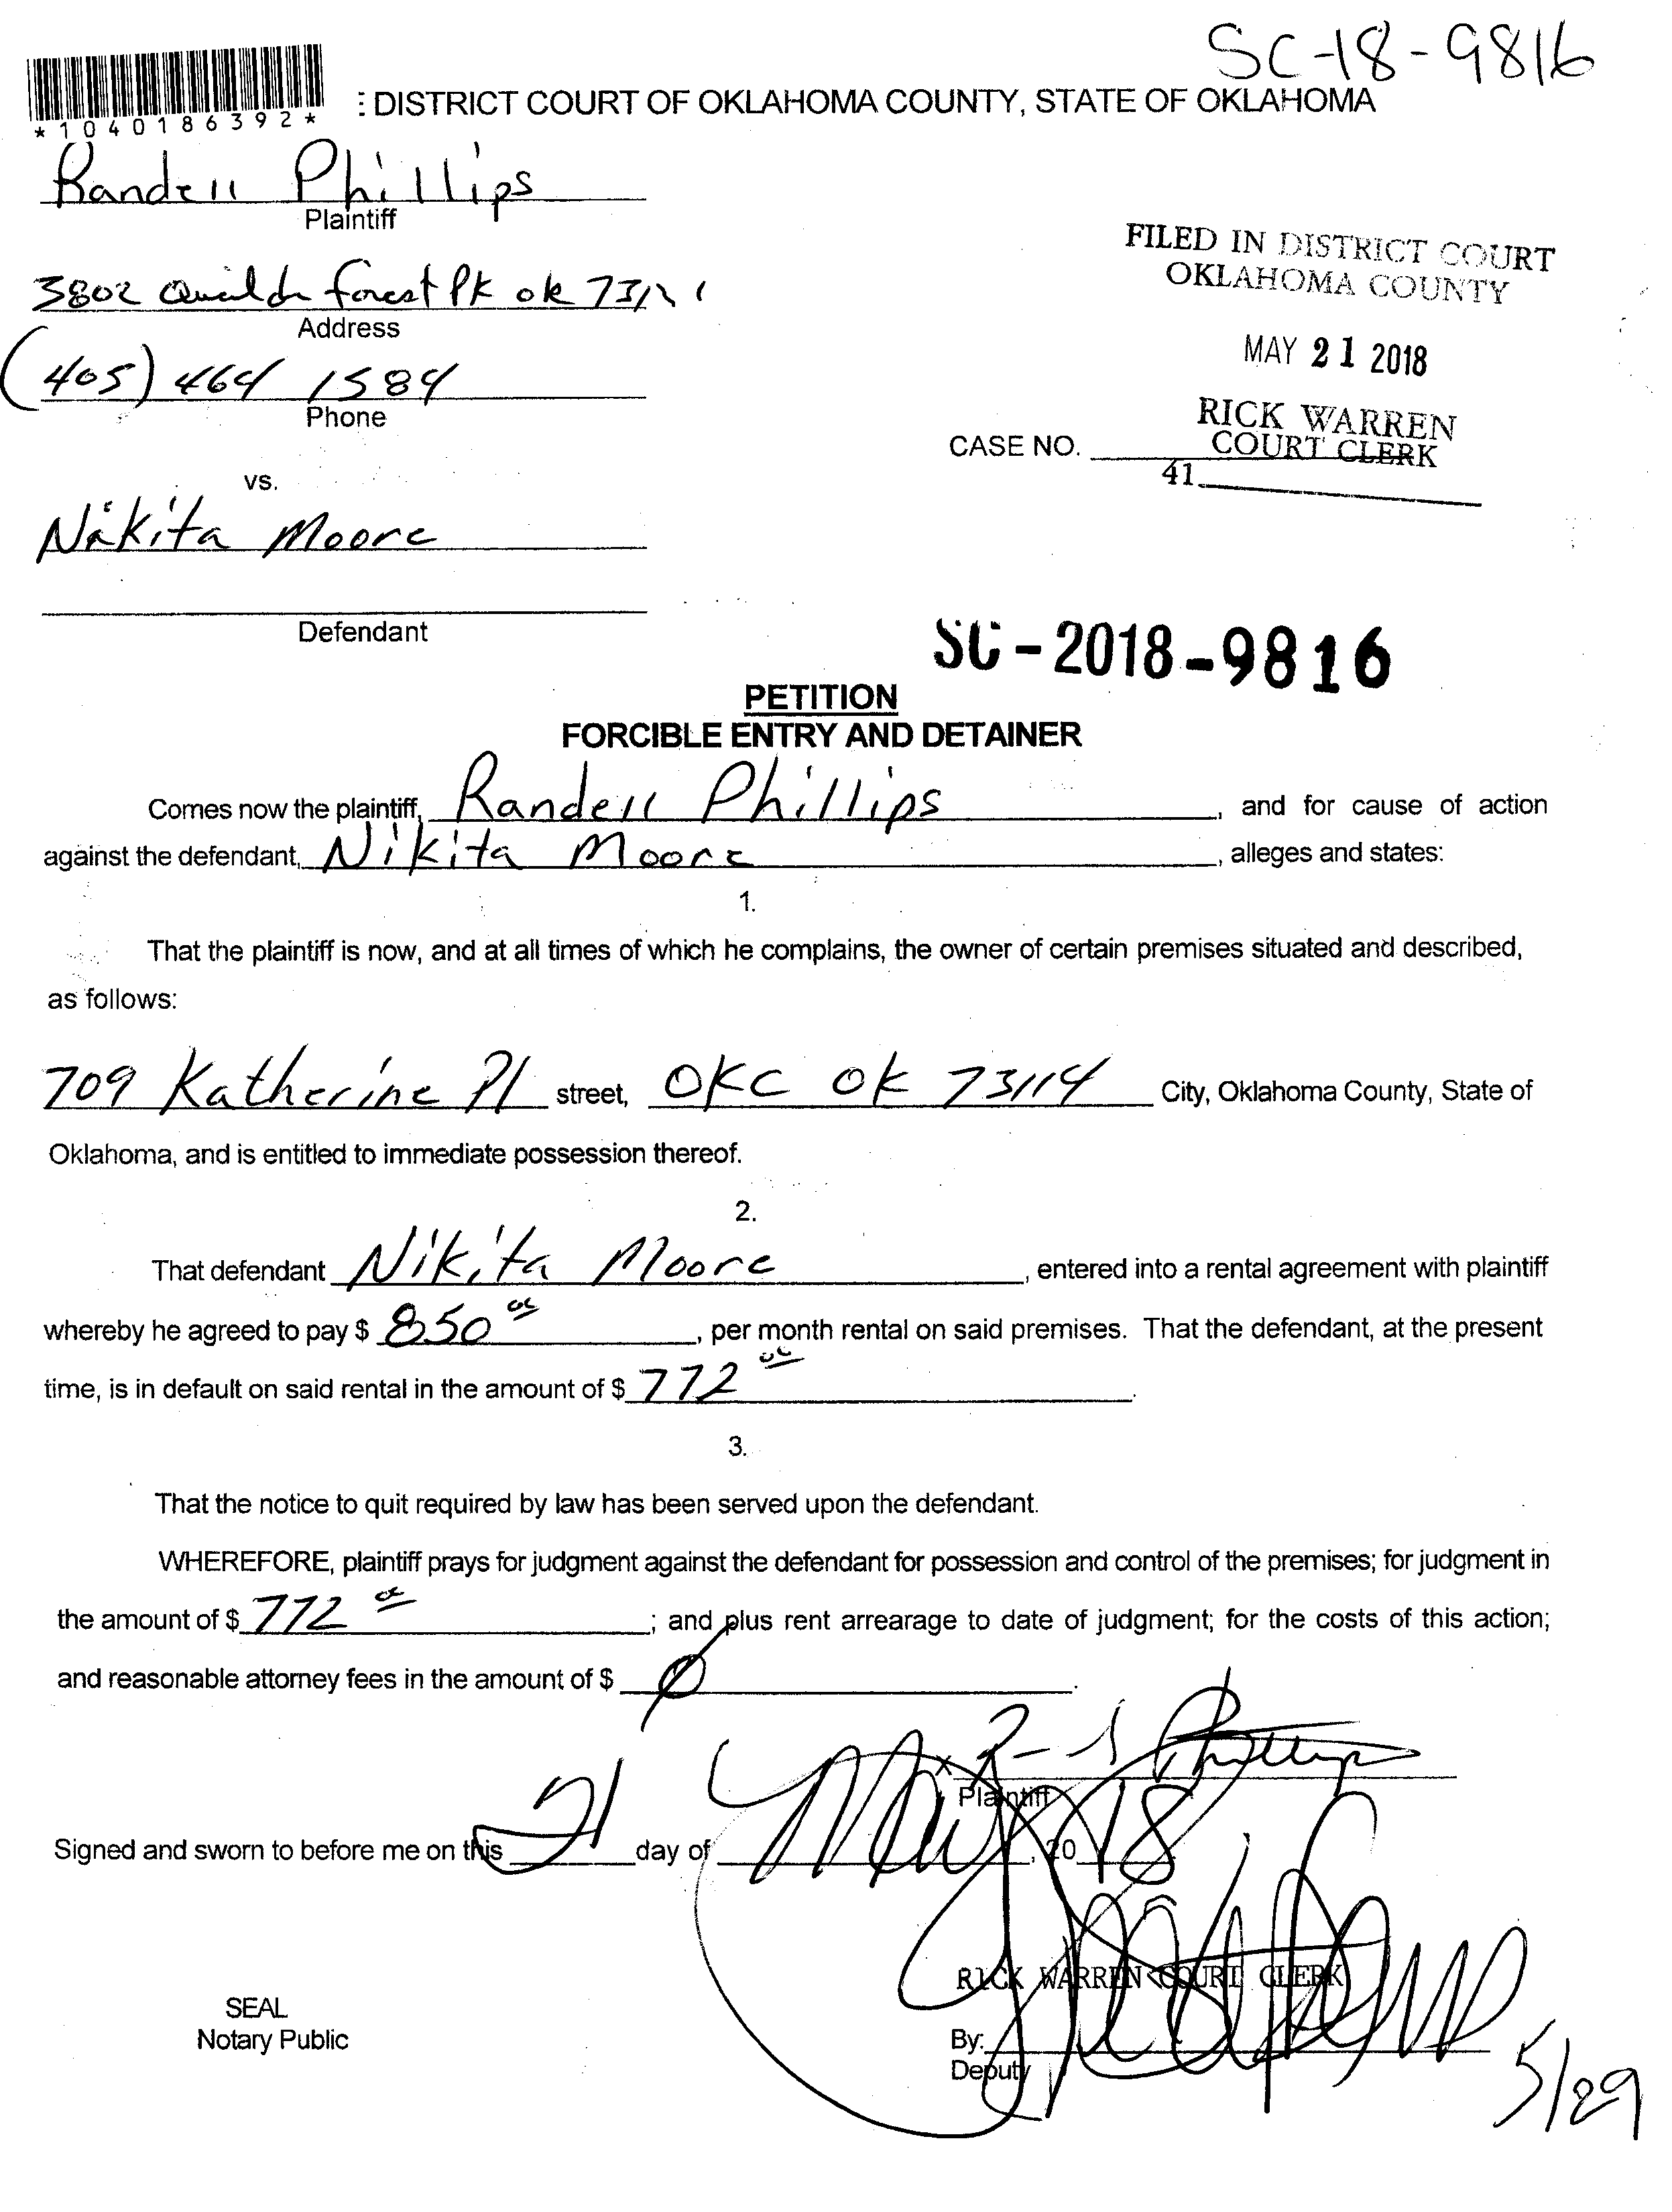 SC-18-9816
*1040186392*
: DISTRICT COURT OF OKLAHOMA COUNTY, STATE OF OKLAHOMA
Randell Phillips
Plaintiff
FILED IN DISTRICT COURT
OKLAHOMA COUNTY
3802 forest Pk ok
Address
MAY 21 2018
(405) 464 1584
Phone
RICK WARREN
COURT CLERK
CASE NO.
41
vs.
Nikita Moore
Defendant
SC-2018-9816
PETITION
FORCIBLE ENTRY AND DETAINER
Comes now the plaintiff, Randell Phillips, and for cause of action
against the defendant, Nikita Moore, alleges and states:
1.
That the plaintiff is now, and at all times of which he complains, the owner of certain premises situated and described,
as follows:
709 Katherine Pl street, OKC OK 73114 City, Oklahoma County, State of
Oklahoma, and is entitled to immediate possession thereof.
2.
That defendant Nikita Moore, entered into a rental agreement with plaintiff
whereby he agreed to pay $ 850 00, per month rental on said premises. That the defendant, at the present
time, is in default on said rental in the amount of $ 772 00.
3.
That the notice to quit required by law has been served upon the defendant.
WHEREFORE, plaintiff prays for judgment against the defendant for possession and control of the premises; for judgment in
the amount of $ 772 00; and plus rent arrearage to date of judgment; for the costs of this action;
and reasonable attorney fees in the amount of $ 0.
x R Phillips
Plaintiff
Signed and sworn to before me on this 21 day of May, 2018
RICK WARREN COURT CLERK
SEAL
Notary Public
By:
Deputy
5/29